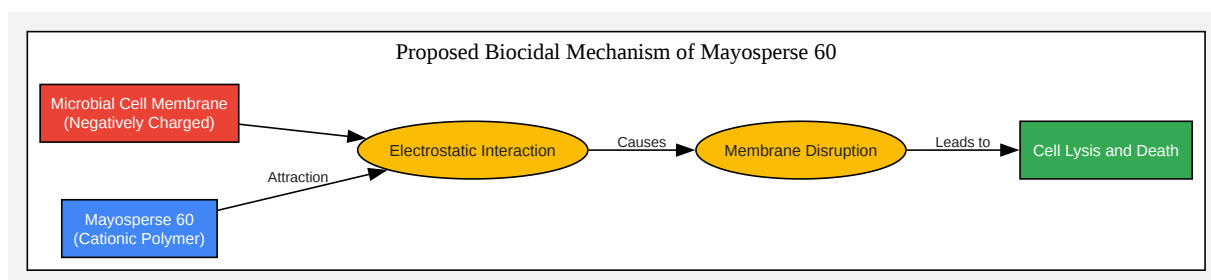 Proposed Biocidal Mechanism of Mayosperse 60
Microbial Cell Membrane
(Negatively Charged)
Electrostatic Interaction
Causes
Membrane Disruption
Leads to
Cell Lysis and Death
Attraction
Mayosperse 60
(Cationic Polymer)